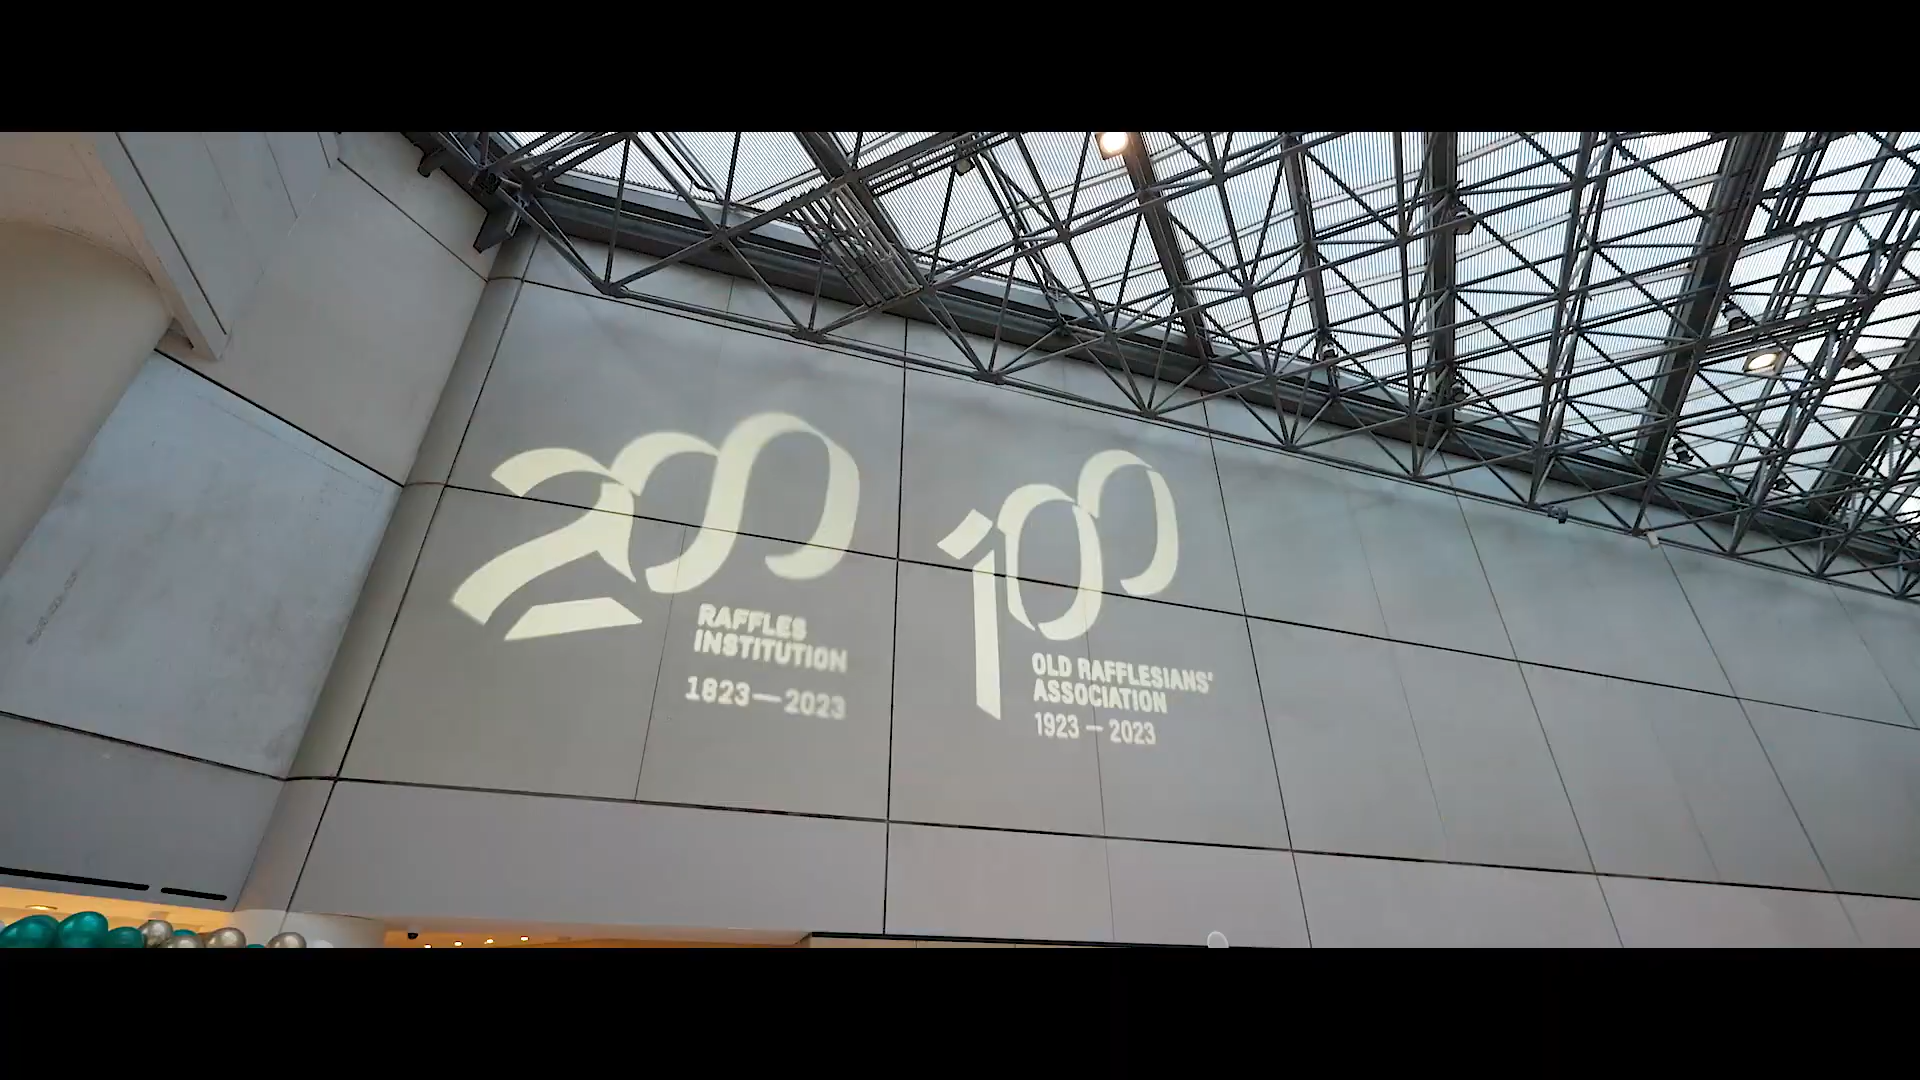 200
RAFFLES
INSTITUTION
1823—2023
100
OLD RAFFLESIANS'
ASSOCIATION
1923 – 2023